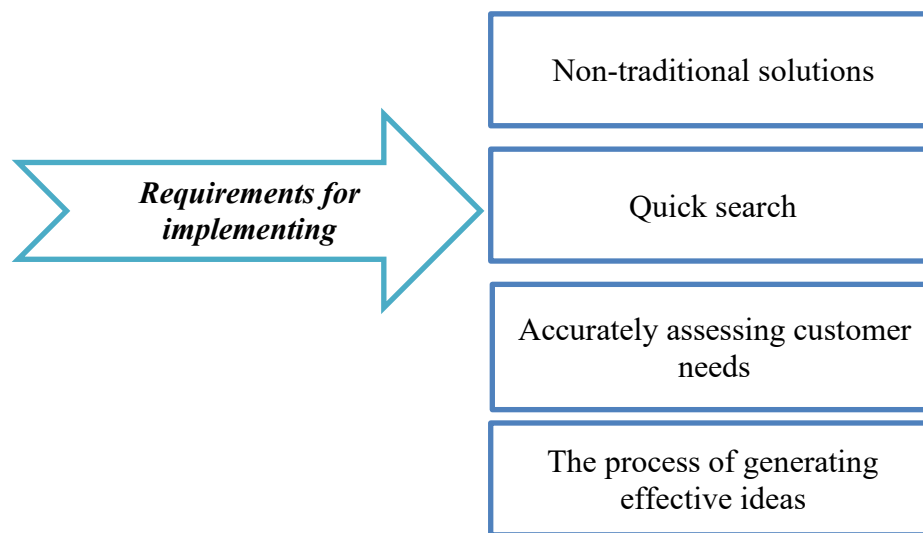 Requirements for
implementing
Non-traditional solutions
Quick search
Accurately assessing customer
needs
The process of generating
effective ideas